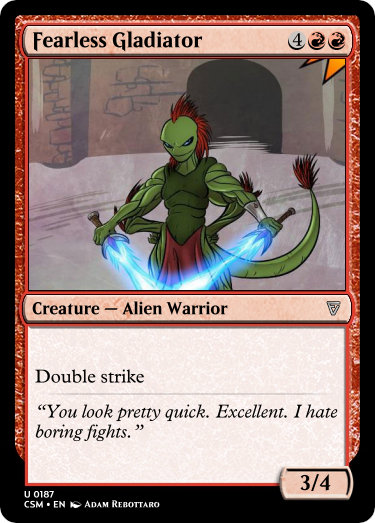 Fearless Gladiator 4
Creature — Alien Warrior
Double strike
“You look pretty quick. Excellent. I hate
boring fights.”
3/4
U 0187
CSM • EN Adam Rebottaro